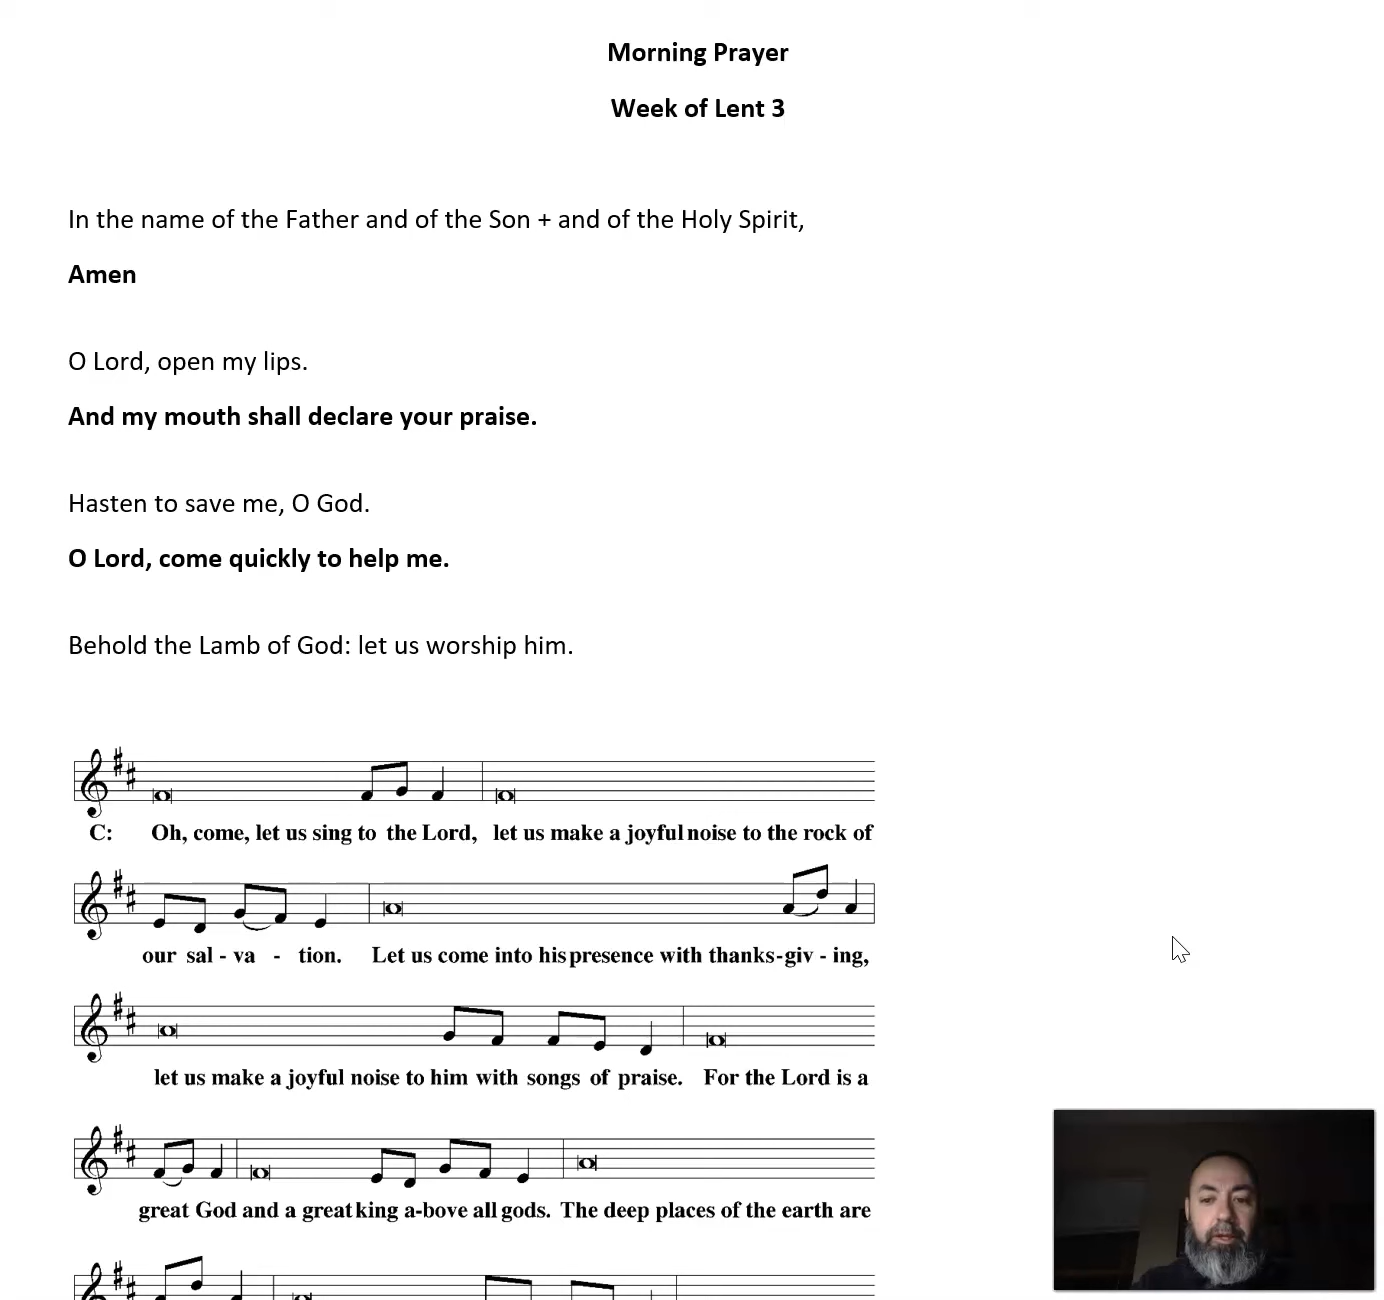 Morning Prayer
Week of Lent 3
In the name of the Father and of the Son + and of the Holy Spirit,
Amen
O Lord, open my lips.
And my mouth shall declare your praise.
Hasten to save me, O God.
O Lord, come quickly to help me.
Behold the Lamb of God: let us worship him.
C: Oh, come, let us sing to the Lord, let us make a joyful noise to the rock of
our sal - va - tion. Let us come into his presence with thanks-giv - ing,
let us make a joyful noise to him with songs of praise. For the Lord is a
great God and a great king a-bove all gods. The deep places of the earth are